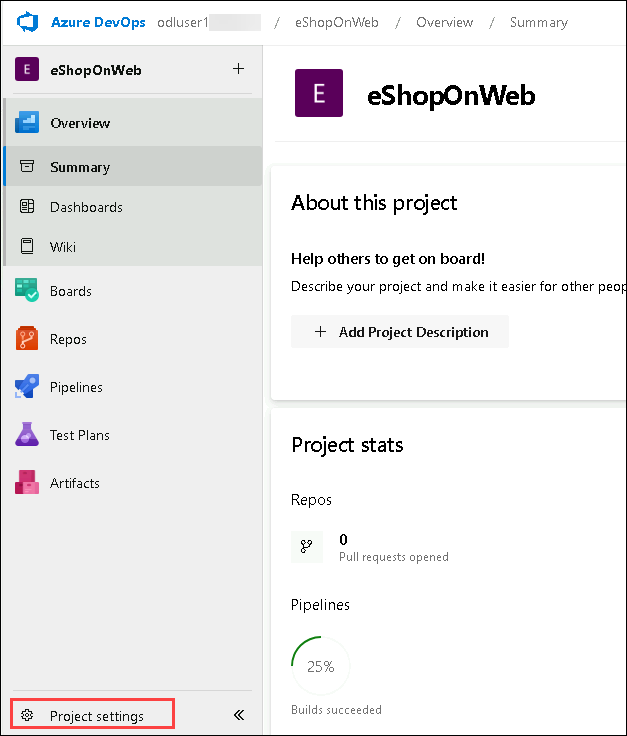 Azure DevOps odluser1 / eShopOnWeb / Overview / Summary
E eShopOnWeb +
Overview
Summary
Dashboards
Wiki
Boards
Repos
Pipelines
Test Plans
Artifacts
Project settings
E eShopOnWeb
About this project
Help others to get on board!
Describe your project and make it easier for other peop
+ Add Project Description
Project stats
Repos
0
Pull requests opened
Pipelines
25%
Builds succeeded